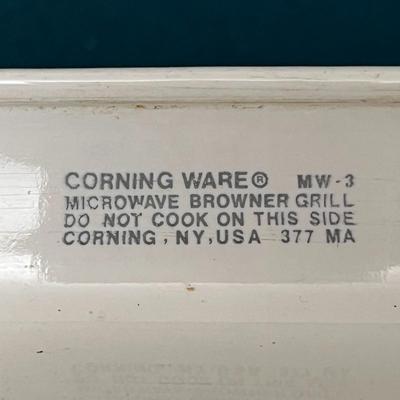 CORNING WARE® MW-3
MICROWAVE BROWNER GRILL
DO NOT COOK ON THIS SIDE
CORNING, NY, USA 377 MA